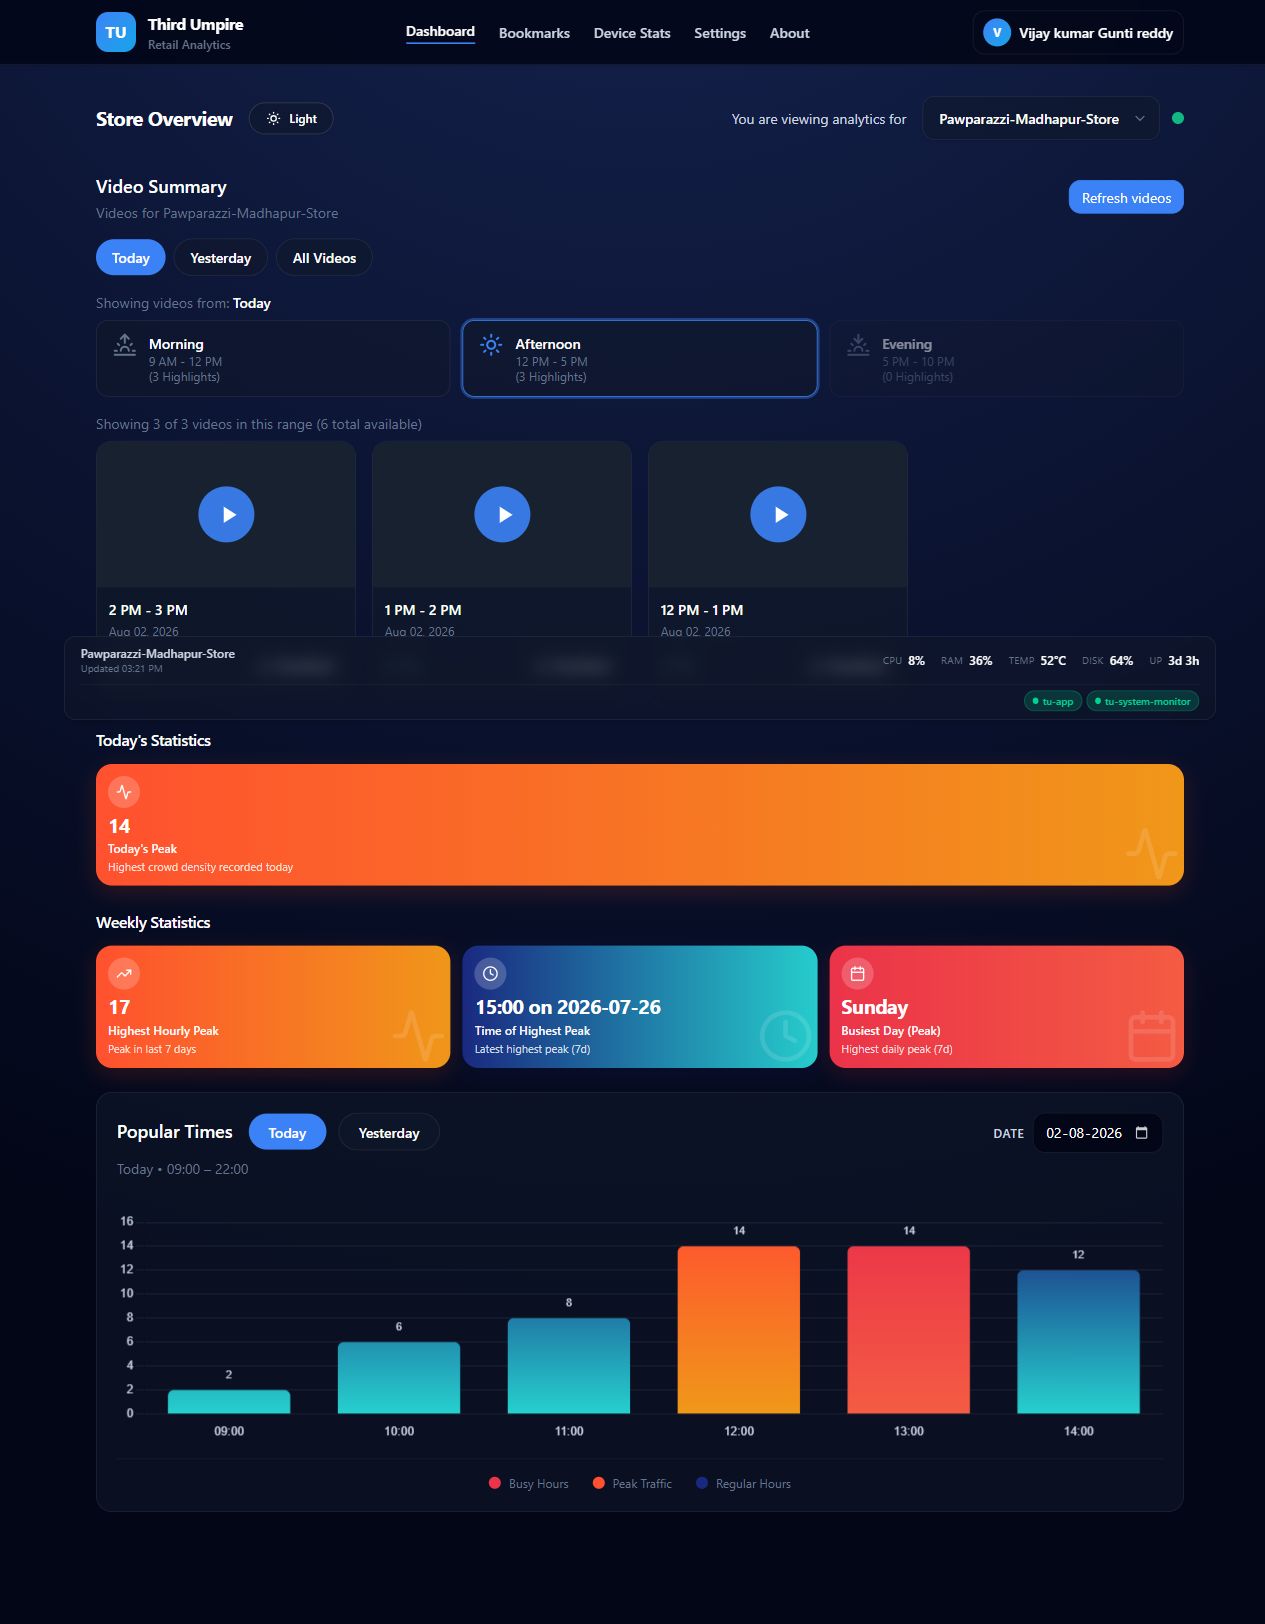 TU
Third Umpire
Retail Analytics
Dashboard
Bookmarks
Device Stats
Settings
About
V
Vijay kumar Gunti reddy
Store Overview
Light
You are viewing analytics for
Pawparazzi-Madhapur-Store
Video Summary
Videos for Pawparazzi-Madhapur-Store
Refresh videos
Today
Yesterday
All Videos
Showing videos from: Today
Morning
9 AM - 12 PM
(3 Highlights)
Afternoon
12 PM - 5 PM
(3 Highlights)
Evening
5 PM - 10 PM
(0 Highlights)
Showing 3 of 3 videos in this range (6 total available)
2 PM - 3 PM
Aug 02, 2026
1 PM - 2 PM
Aug 02, 2026
12 PM - 1 PM
Aug 02, 2026
Pawparazzi-Madhapur-Store
Updated 03:21 PM
CPU 8%
RAM 36%
TEMP 52°C
DISK 64%
UP 3d 3h
tu-app
tu-system-monitor
Today's Statistics
14
Today's Peak
Highest crowd density recorded today
Weekly Statistics
17
Highest Hourly Peak
Peak in last 7 days
15:00 on 2026-07-26
Time of Highest Peak
Latest highest peak (7d)
Sunday
Busiest Day (Peak)
Highest daily peak (7d)
Popular Times
Today
Yesterday
DATE
02-08-2026
Today • 09:00 – 22:00
16
14
12
10
8
6
4
2
0
2
6
8
14
14
12
09:00
10:00
11:00
12:00
13:00
14:00
Busy Hours
Peak Traffic
Regular Hours